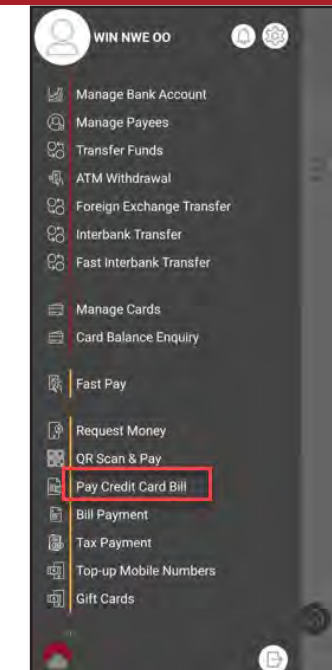 WIN NWE OO
Manage Bank Account
Manage Payees
Transfer Funds
ATM Withdrawal
Foreign Exchange Transfer
Interbank Transfer
Fast Interbank Transfer
Manage Cards
Card Balance Enquiry
Fast Pay
Request Money
QR Scan & Pay
Pay Credit Card Bill
Bill Payment
Tax Payment
Top-up Mobile Numbers
Gift Cards